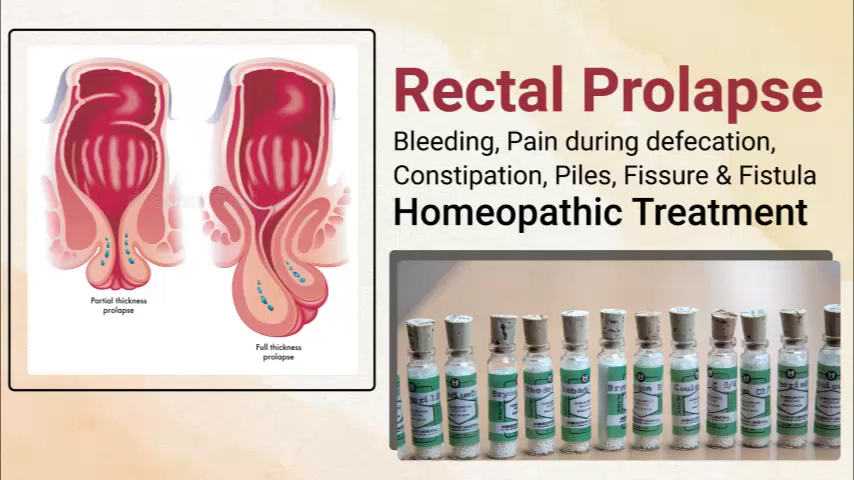 Rectal Prolapse
Bleeding, Pain during defecation,
Constipation, Piles, Fissure & Fistula
Homeopathic Treatment
Partial thickness
prolapse
Full thickness
prolapse